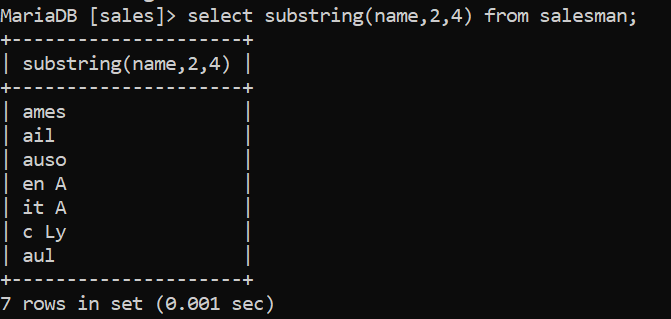 MariaDB [sales]> select substring(name,2,4) from salesman;
+---------------------+
| substring(name,2,4) |
+---------------------+
| ames                |
| ail                 |
| auso                |
| en A                |
| it A                |
| c Ly                |
| aul                 |
+---------------------+
7 rows in set (0.001 sec)